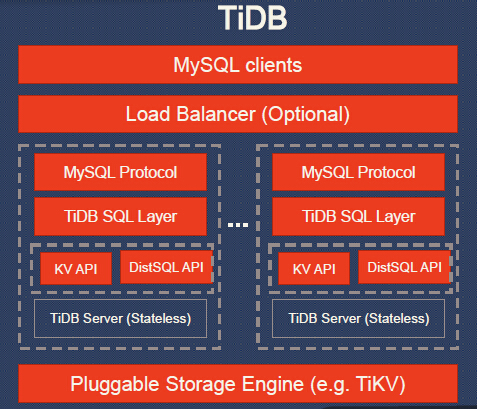 TiDB
MySQL clients
Load Balancer (Optional)
MySQL Protocol
TiDB SQL Layer
KV API
DistSQL API
TiDB Server (Stateless)
...
MySQL Protocol
TiDB SQL Layer
KV API
DistSQL API
TiDB Server (Stateless)
Pluggable Storage Engine (e.g. TiKV)